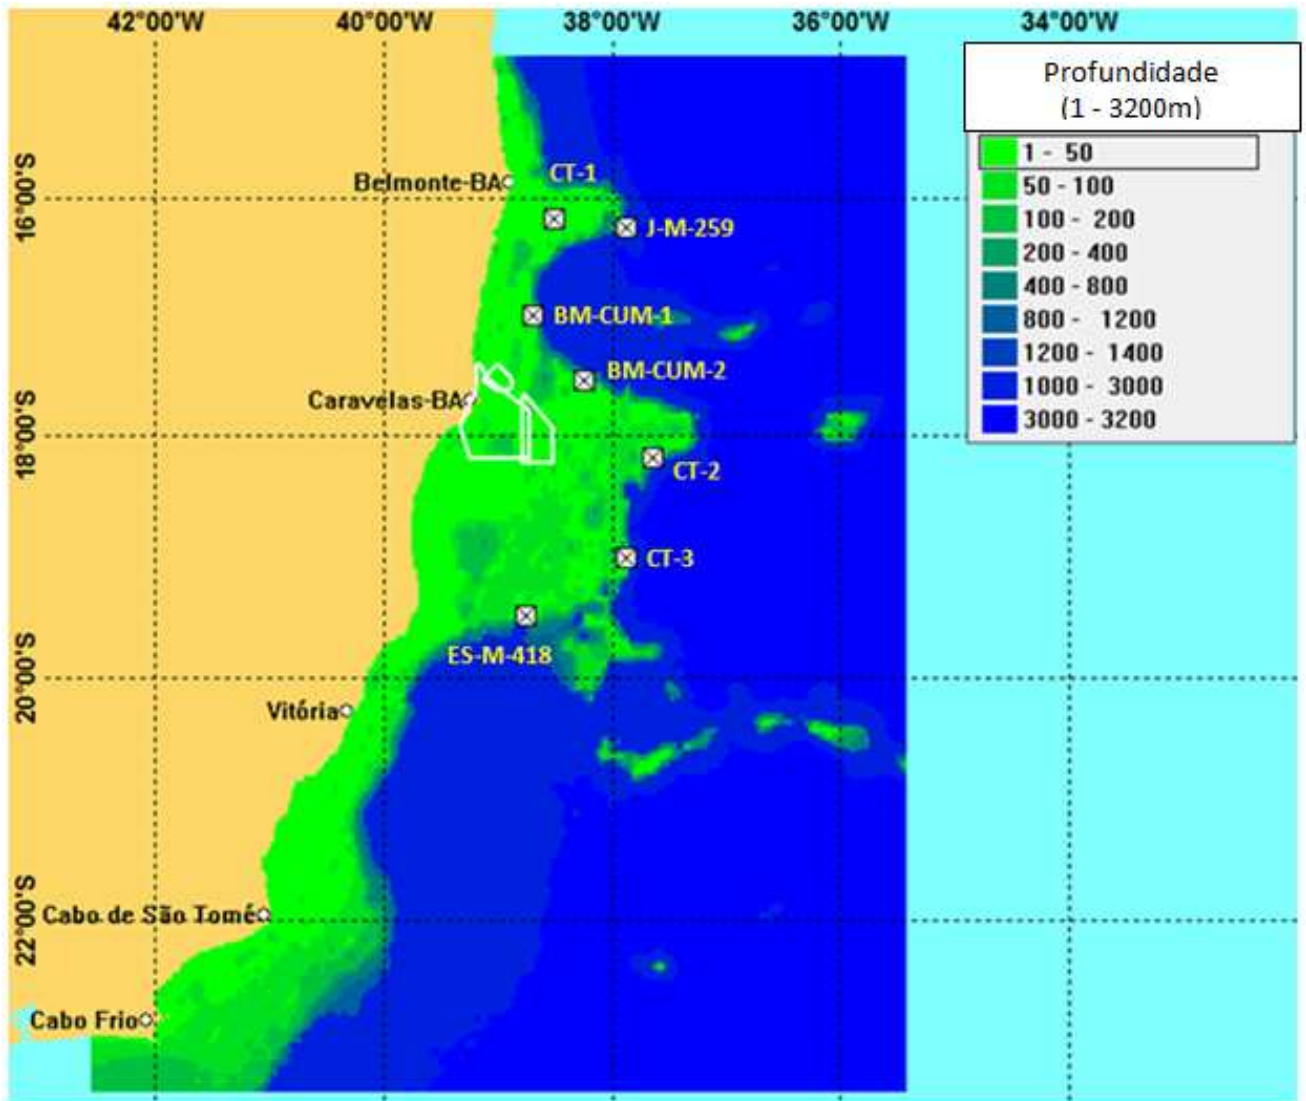 42°00'W 40°00'W 38°00'W 36°00'W 34°00'W
Profundidade
(1 - 3200m)
1 - 50
50 - 100
100 - 200
200 - 400
400 - 800
800 - 1200
1200 - 1400
1000 - 3000
3000 - 3200
16°00'S
18°00'S
20°00'S
22°00'S
Belmonte-BA
CT-1
J-M-259
BM-CUM-1
BM-CUM-2
Caravelas-BA
CT-2
CT-3
ES-M-418
Vitória
Cabo de São Tomé
Cabo Frio